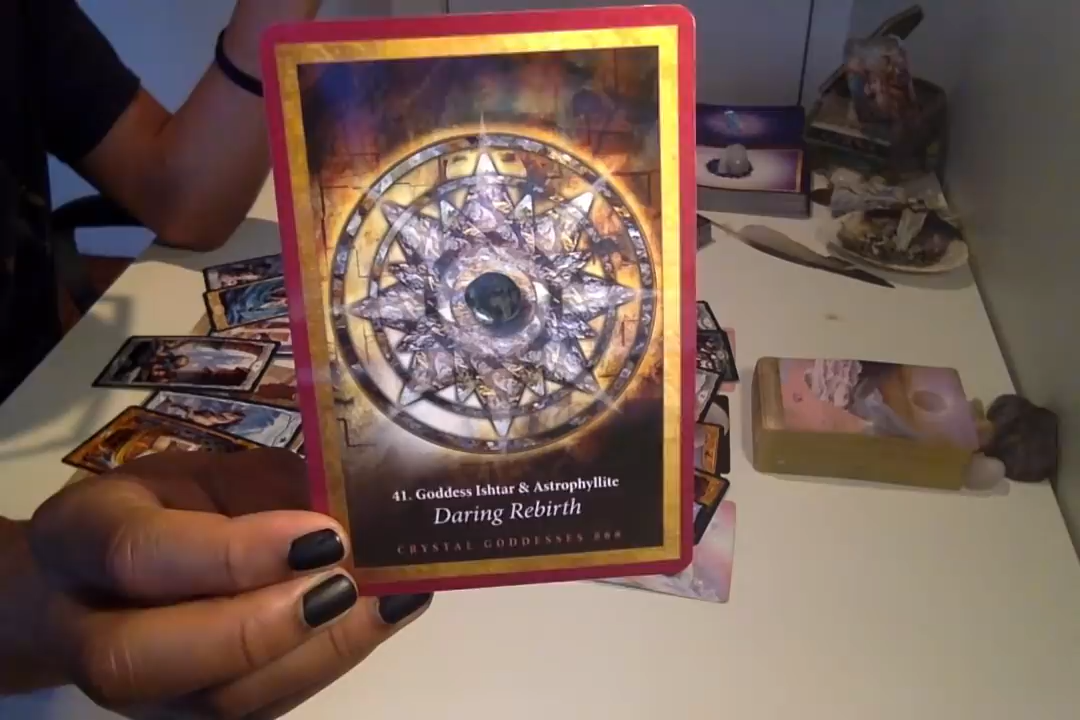 41. Goddess Ishtar & Astrophyllite
Daring Rebirth
CRYSTAL GODDESSES 888